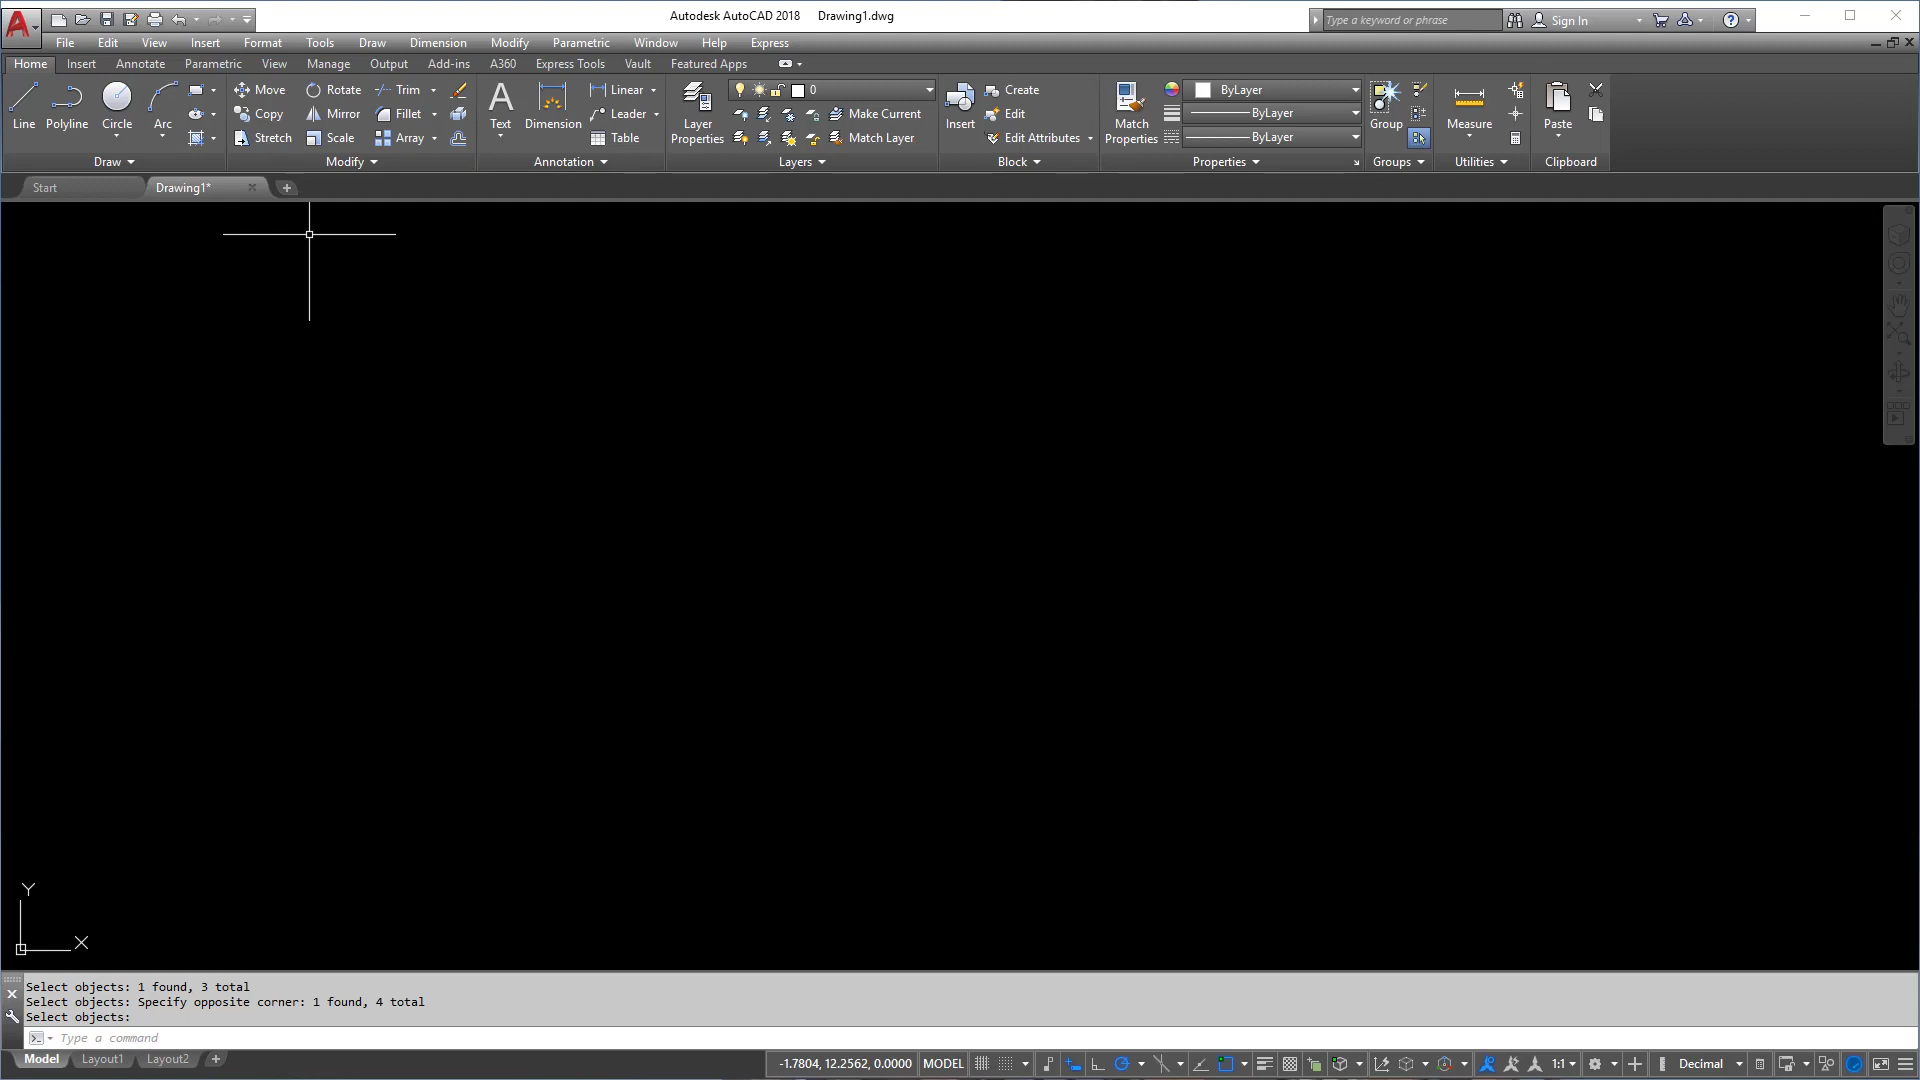 Autodesk AutoCAD 2018 Drawing1.dwg
Type a keyword or phrase
Sign In
File Edit View Insert Format Tools Draw Dimension Modify Parametric Window Help Express
Home Insert Annotate Parametric View Manage Output Add-ins A360 Express Tools Vault Featured Apps
Line Polyline Circle Arc
Draw
Move Rotate Trim
Copy Mirror Fillet
Stretch Scale Array
Modify
Text Dimension
Linear
Leader
Table
Annotation
Layer
Properties
0
Make Current
Match Layer
Layers
Insert
Create
Edit
Edit Attributes
Block
Match
Properties
ByLayer
ByLayer
ByLayer
Properties
Group
Groups
Measure
Utilities
Paste
Clipboard
Start Drawing1*
Y
X
Select objects: 1 found, 3 total
Select objects: Specify opposite corner: 1 found, 4 total
Select objects:
Type a command
Model Layout1 Layout2
-1.7804, 12.2562, 0.0000 MODEL 1:1 Decimal